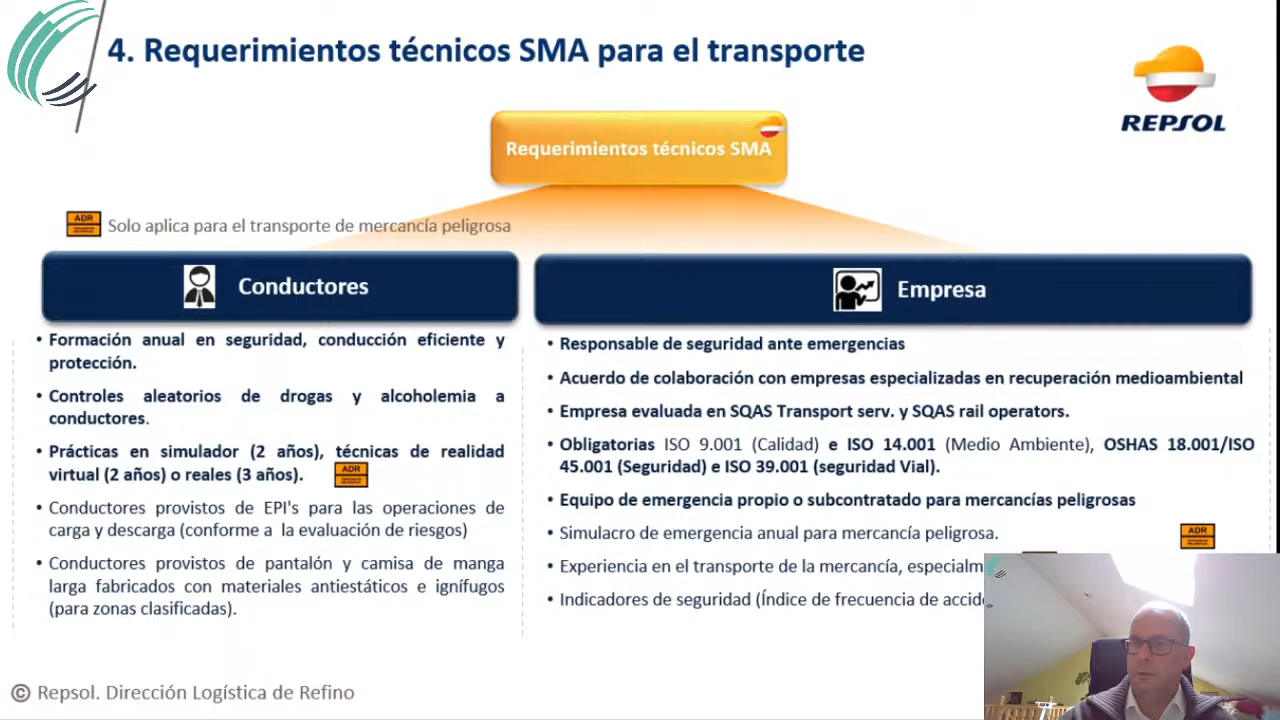 4. Requerimientos técnicos SMA para el transporte
REPSOL
Requerimientos técnicos SMA
ADR
Solo aplica para el transporte de mercancía peligrosa
Conductores
• Formación anual en seguridad, conducción eficiente y
protección.
• Controles aleatorios de drogas y alcoholemia a
conductores.
• Prácticas en simulador (2 años), técnicas de realidad
virtual (2 años) o reales (3 años).
ADR
• Conductores provistos de EPI's para las operaciones de
carga y descarga (conforme a la evaluación de riesgos)
• Conductores provistos de pantalón y camisa de manga
larga fabricados con materiales antiestáticos e ignífugos
(para zonas clasificadas).
Empresa
• Responsable de seguridad ante emergencias
• Acuerdo de colaboración con empresas especializadas en recuperación medioambiental
• Empresa evaluada en SQAS Transport serv. y SQAS rail operators.
• Obligatorias ISO 9.001 (Calidad) e ISO 14.001 (Medio Ambiente), OSHAS 18.001/ISO
45.001 (Seguridad) e ISO 39.001 (seguridad Vial).
• Equipo de emergencia propio o subcontratado para mercancías peligrosas
• Simulacro de emergencia anual para mercancía peligrosa.
ADR
• Experiencia en el transporte de la mercancía,
• Indicadores de seguridad (Índice de frecuencia de
© Repsol. Dirección Logística de Refino